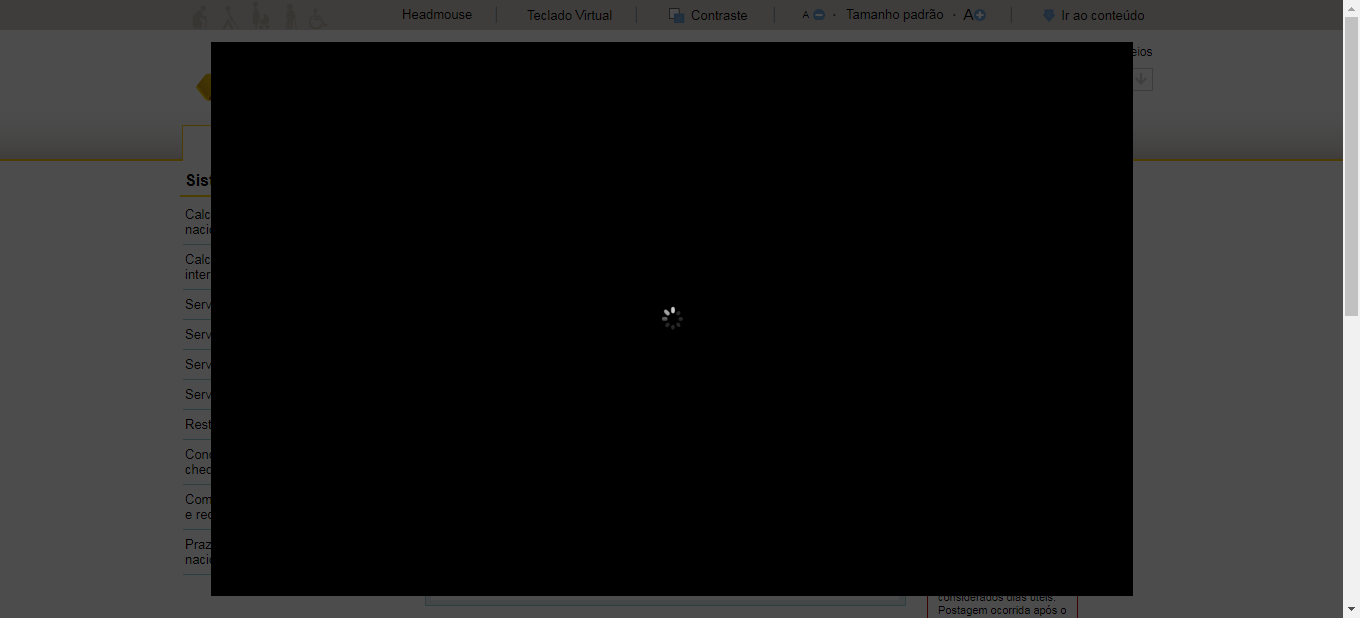 Headmouse
Teclado Virtual
Contraste
A · Tamanho padrão · A
Ir ao conteúdo
eios
Sist
Calc
naci
Calc
inter
Serv
Serv
Serv
Serv
Rest
Cond
chec
Com
e rec
Praz
naci
considerados dias úteis.
Postagem ocorrida após o